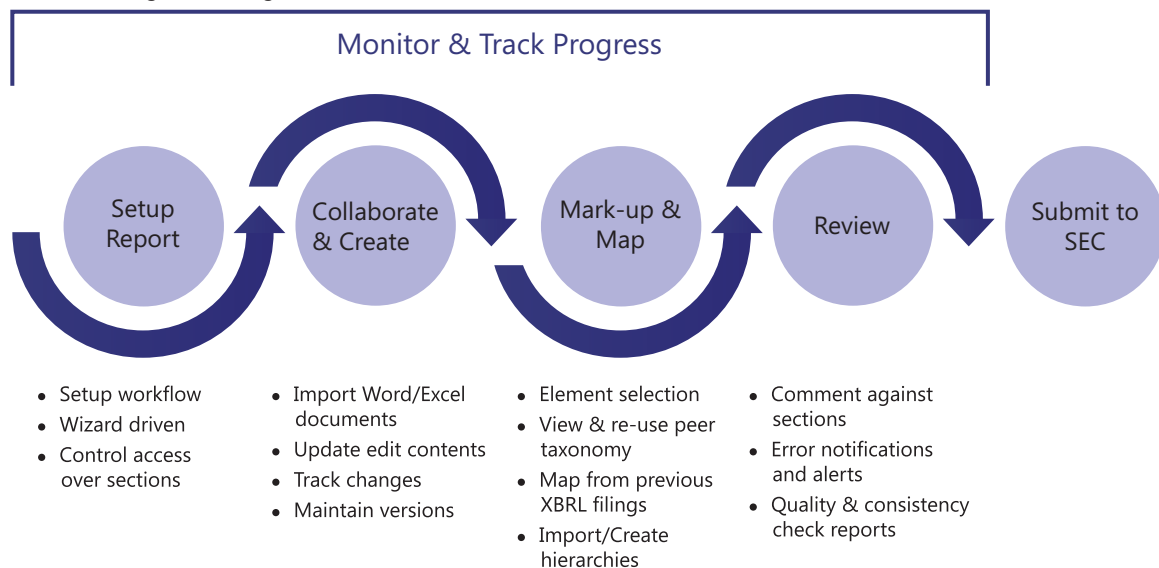 Monitor & Track Progress
Setup
Report
Collaborate
& Create
Mark-up &
Map
Review
Submit to
SEC
• Setup workflow
• Wizard driven
• Control access
over sections
• Import Word/Excel
documents
• Update edit contents
• Track changes
• Maintain versions
• Element selection
• View & re-use peer
taxonomy
• Map from previous
XBRL filings
• Import/Create
hierarchies
• Comment against
sections
• Error notifications
and alerts
• Quality & consistency
check reports